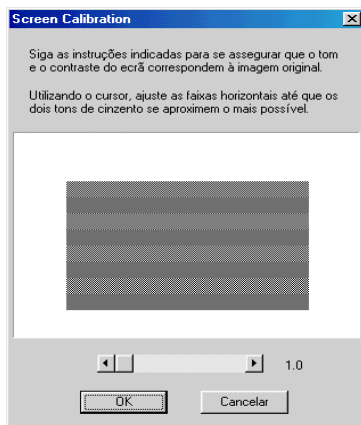 Screen Calibration
Siga as instruções indicadas para se assegurar que o tom
e o contraste do ecrã correspondem à imagem original.
Utilizando o cursor, ajuste as faixas horizontais até que os
dois tons de cinzento se aproximem o mais possível.
1.0
OK
Cancelar